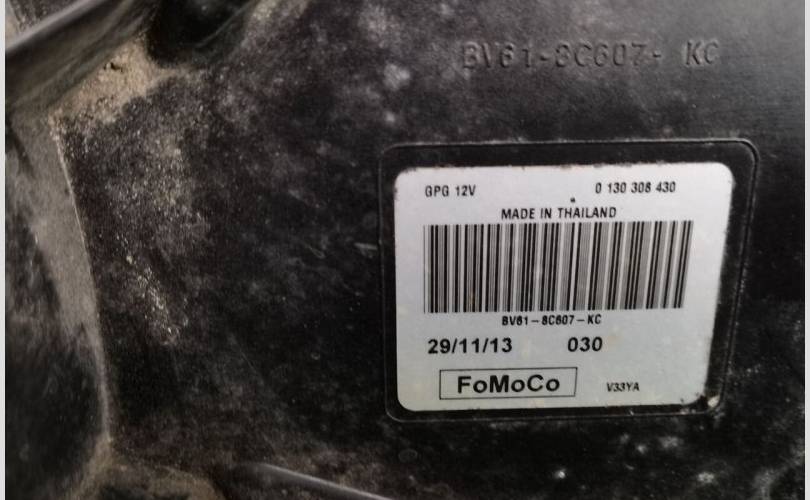 BV61-8C607- KC
GPG 12V 0 130 308 430
MADE IN THAILAND
BV61-8C607-KC
29/11/13 030
FoMoCo V33YA